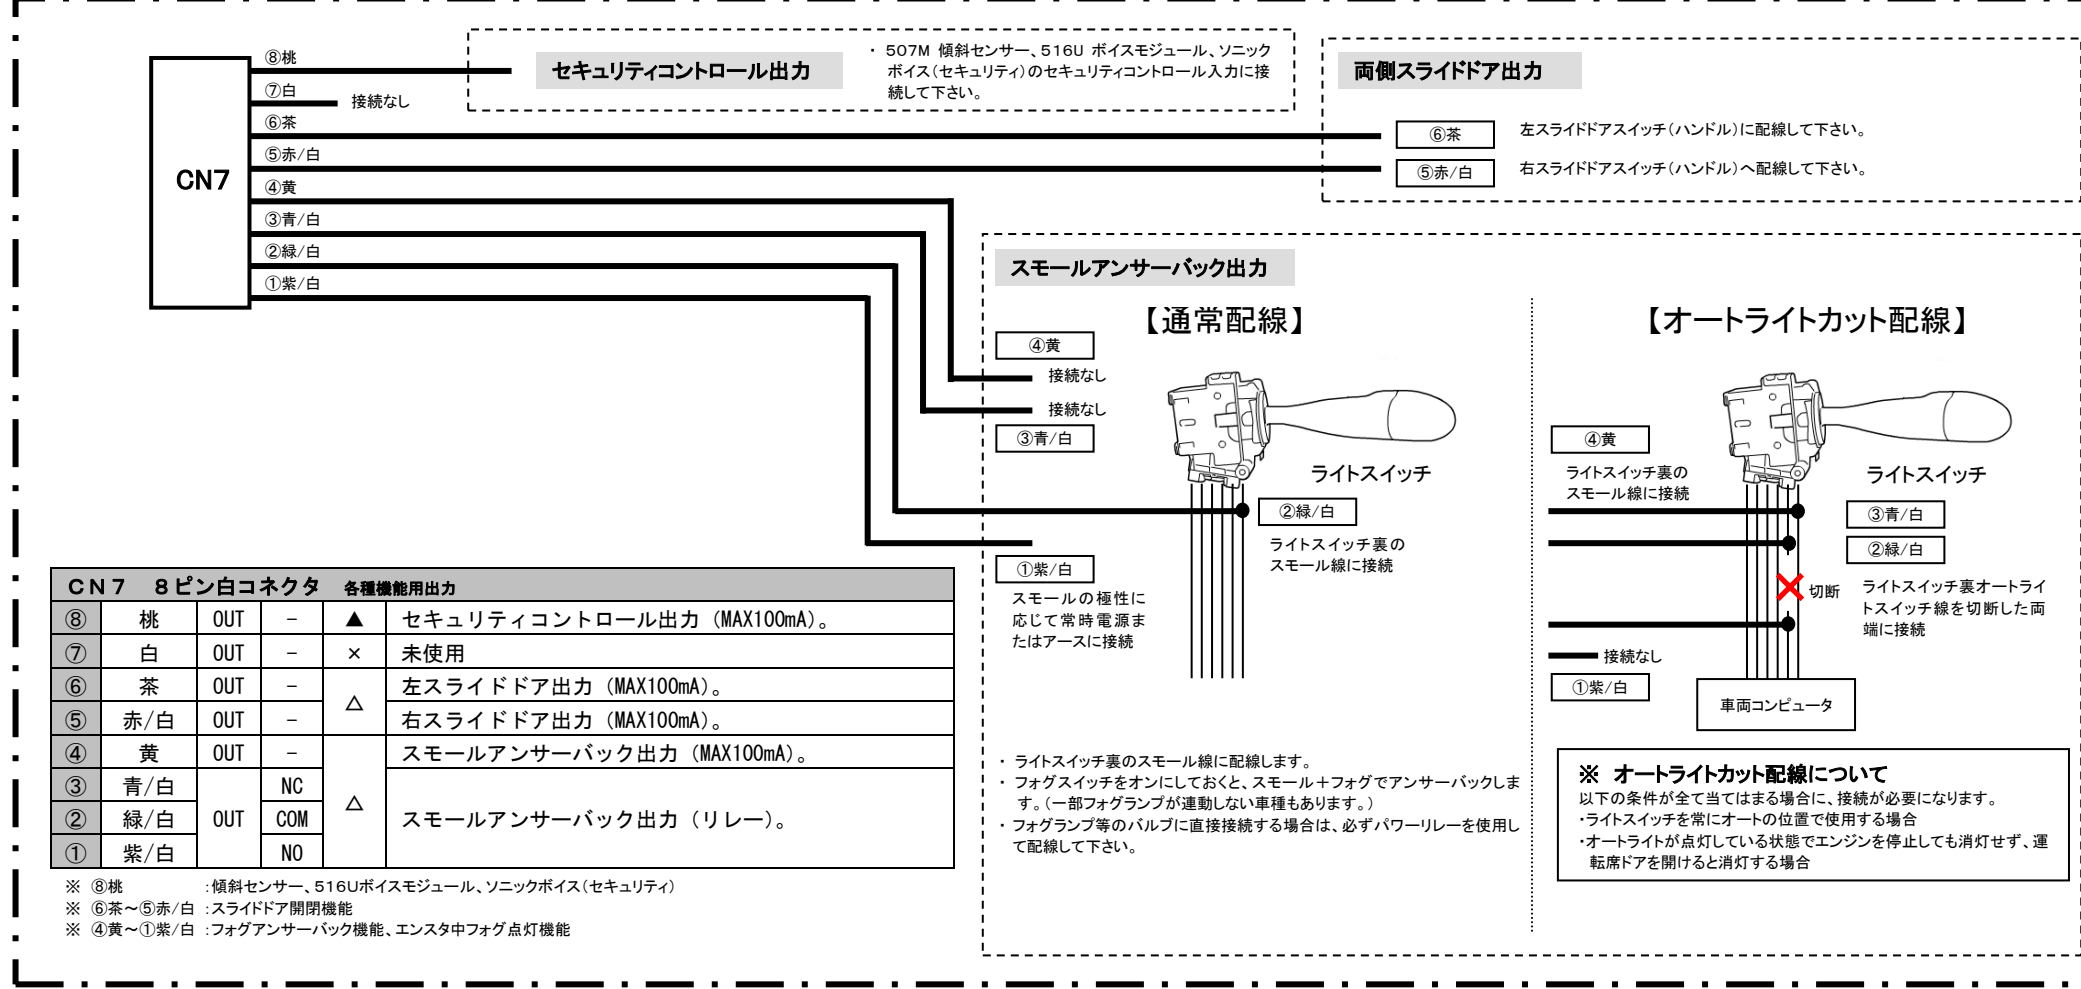 ⑧桃
⑦白
接続なし
⑥茶
⑤赤/白
④黄
③青/白
②緑/白
①紫/白
CN7
セキュリティコントロール出力
・ 507M 傾斜センサー、516U ボイスモジュール、ソニック
ボイス(セキュリティ)のセキュリティコントロール入力に接
続して下さい。
両側スライドドア出力
⑥茶
左スライドドアスイッチ(ハンドル)に配線して下さい。
⑤赤/白
右スライドドアスイッチ(ハンドル)へ配線して下さい。
スモールアンサーバック出力
【通常配線】
④黄
接続なし
接続なし
③青/白
ライトスイッチ
②緑/白
ライトスイッチ裏の
スモール線に接続
①紫/白
スモールの極性に
応じて常時電源ま
たはアースに接続
・ ライトスイッチ裏のスモール線に配線します。
・ フォグスイッチをオンにしておくと、スモール+フォグでアンサーバックしま
す。(一部フォグランプが連動しない車種もあります。)
・ フォグランプ等のバルブに直接接続する場合は、必ずパワーリレーを使用し
て配線して下さい。
【オートライトカット配線】
④黄
ライトスイッチ裏の
スモール線に接続
ライトスイッチ
③青/白
②緑/白
切断
ライトスイッチ裏オートライ
トスイッチ線を切断した両
端に接続
接続なし
①紫/白
車両コンピュータ
※ オートライトカット配線について
以下の条件が全て当てはまる場合に、接続が必要になります。
・ライトスイッチを常にオートの位置で使用する場合
・オートライトが点灯している状態でエンジンを停止しても消灯せず、運
転席ドアを開けると消灯する場合
CN7 8ピン白コネクタ 各種機能用出力
⑧ 桃 OUT - ▲ セキュリティコントロール出力 (MAX100mA)。
⑦ 白 OUT - × 未使用
⑥ 茶 OUT - △ 左スライドドア出力 (MAX100mA)。
⑤ 赤/白 OUT - 右スライドドア出力 (MAX100mA)。
④ 黄 OUT - △ スモールアンサーバック出力 (MAX100mA)。
③ 青/白 OUT NC スモールアンサーバック出力 (リレー)。
② 緑/白 COM
① 紫/白 NO
※ ⑧桃 :傾斜センサー、516Uボイスモジュール、ソニックボイス(セキュリティ)
※ ⑥茶~⑤赤/白 :スライドドア開閉機能
※ ④黄~①紫/白 :フォグアンサーバック機能、エンスタ中フォグ点灯機能